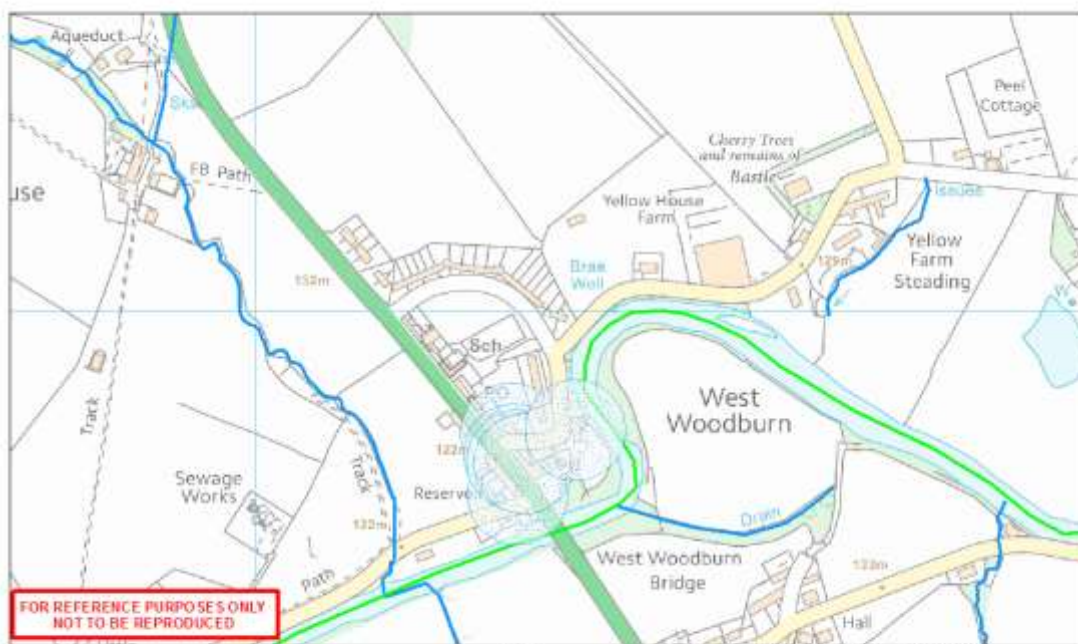 Aqueduct
FB Path
use
Track
152m
Cherry Trees
and remains of
Bastle
Peel
Cottage
Issues
Yellow House
Farm
Brae
Well
129m
Yellow
Farm
Steading
Sch
PO
West
Woodburn
122m
Track
Sewage
Works
Reservoir
132m
Path
Drain
West Woodburn
Bridge
133m
Hall
FOR REFERENCE PURPOSES ONLY
NOT TO BE REPRODUCED